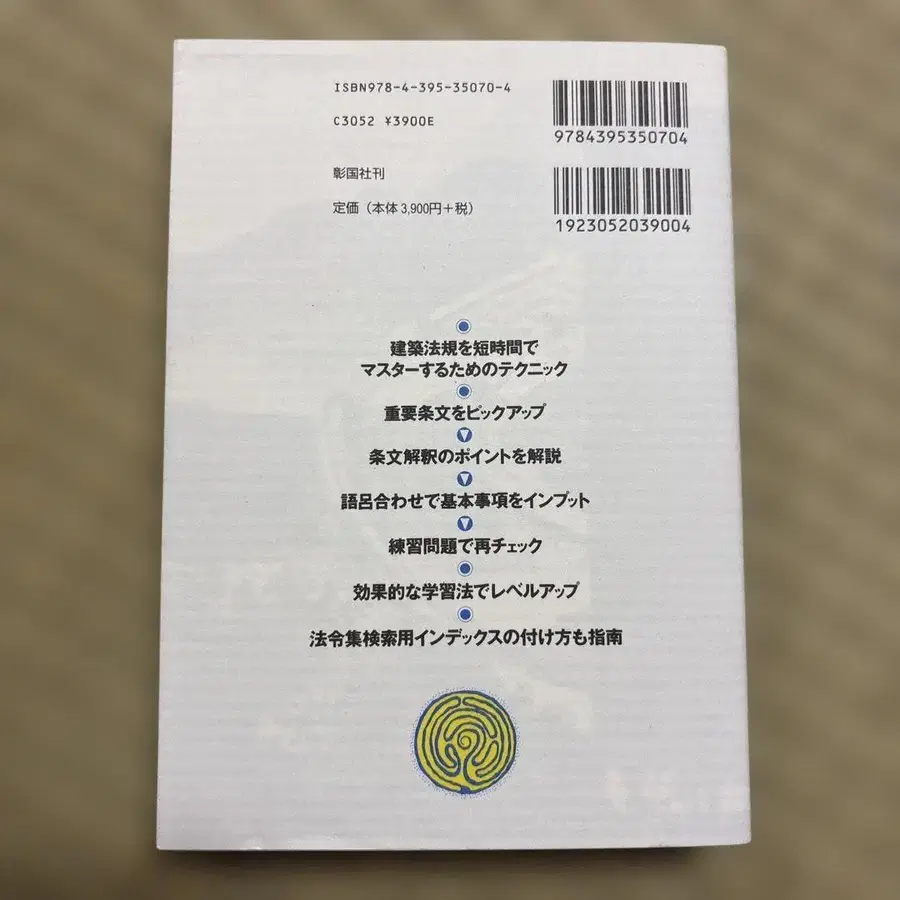 ISBN978-4-395-35070-4
C3052 ¥3900E
彰国社刊
定価（本体3,900円＋税）
9784395350704
1923052039004
建築法規を短時間で
マスターするためのテクニック
重要条文をピックアップ
条文解釈のポイントを解説
語呂合わせで基本事項をインプット
練習問題で再チェック
効果的な学習法でレベルアップ
法令集検索用インデックスの付け方も指南